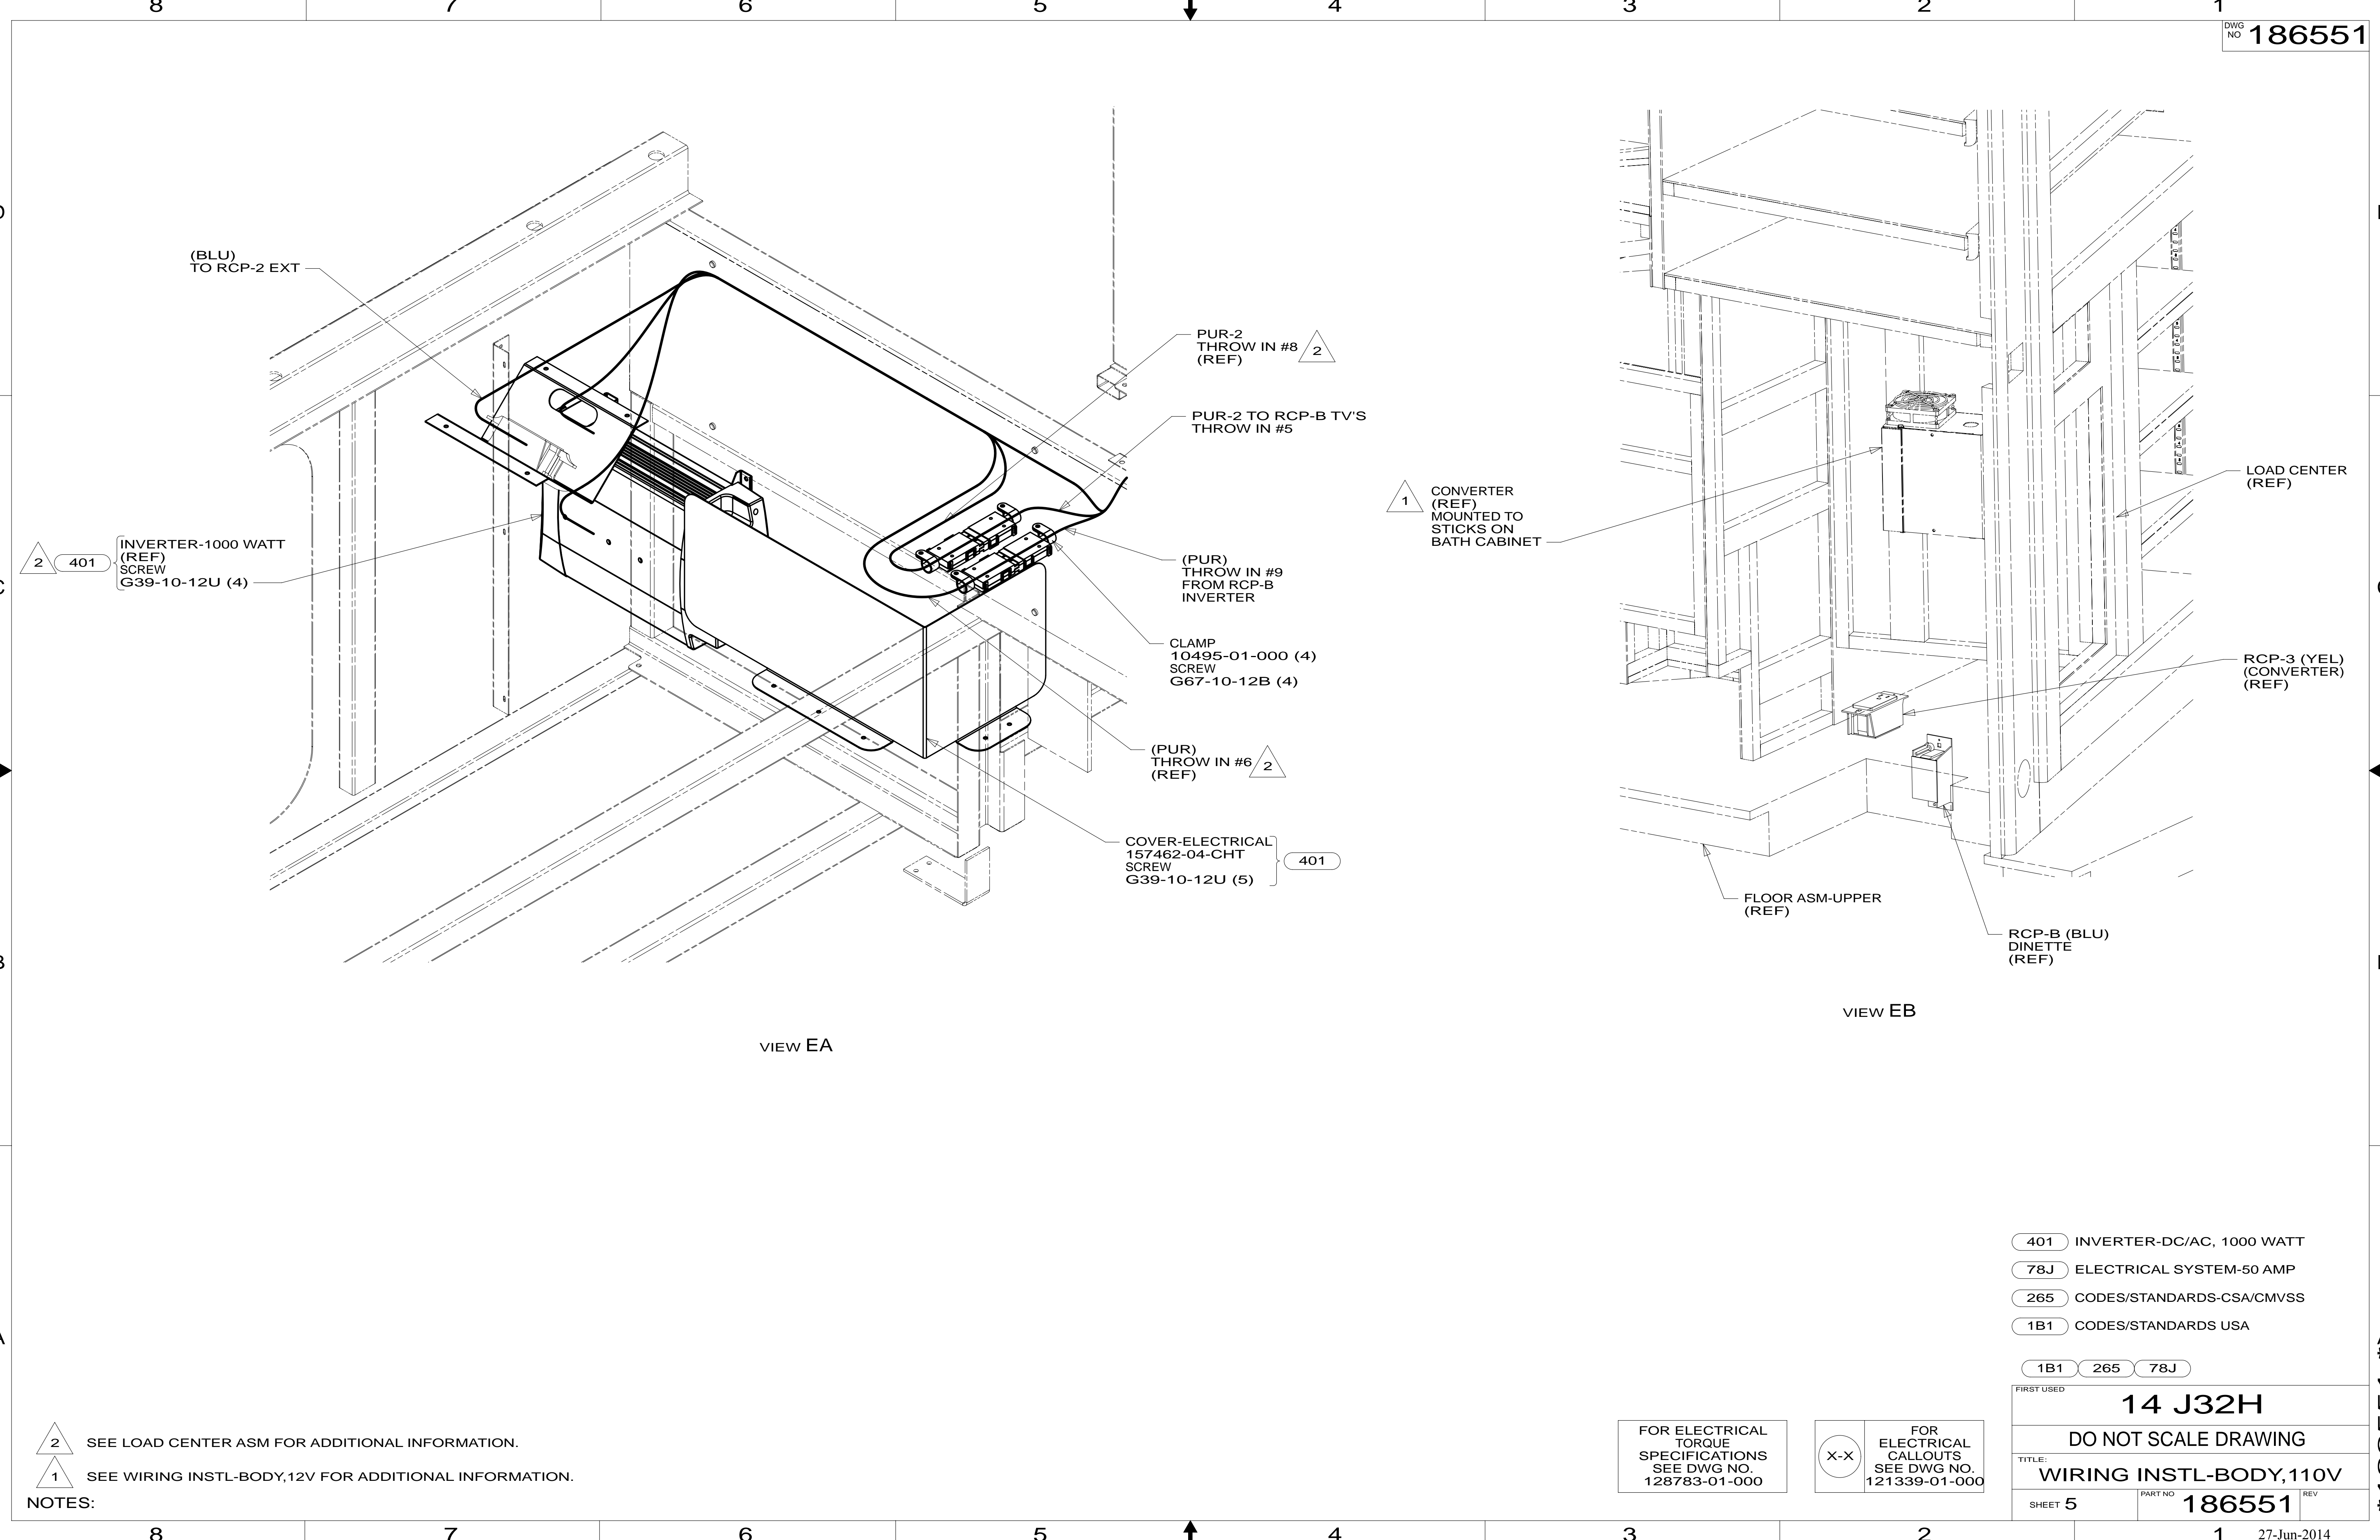 8 7 6 5 4 3 2 1
DWG
NO 186551
(BLU)
TO RCP-2 EXT
PUR-2
THROW IN #8
(REF)
2
PUR-2 TO RCP-B TV'S
THROW IN #5
2 401
INVERTER-1000 WATT
(REF)
SCREW
G39-10-12U (4)
(PUR)
THROW IN #9
FROM RCP-B
INVERTER
CLAMP
10495-01-000 (4)
SCREW
G67-10-12B (4)
(PUR)
THROW IN #6
(REF)
2
COVER-ELECTRICAL
157462-04-CHT
SCREW
G39-10-12U (5)
401
VIEW EA
1
CONVERTER
(REF)
MOUNTED TO
STICKS ON
BATH CABINET
LOAD CENTER
(REF)
RCP-3 (YEL)
(CONVERTER)
(REF)
FLOOR ASM-UPPER
(REF)
RCP-B (BLU)
DINETTE
(REF)
VIEW EB
401 INVERTER-DC/AC, 1000 WATT
78J ELECTRICAL SYSTEM-50 AMP
265 CODES/STANDARDS-CSA/CMVSS
1B1 CODES/STANDARDS USA
1B1 265 78J
FIRST USED
14 J32H
DO NOT SCALE DRAWING
TITLE:
WIRING INSTL-BODY,110V
SHEET 5
PART NO 186551
REV
FOR ELECTRICAL
TORQUE
SPECIFICATIONS
SEE DWG NO.
128783-01-000
X-X
FOR
ELECTRICAL
CALLOUTS
SEE DWG NO.
121339-01-000
2 SEE LOAD CENTER ASM FOR ADDITIONAL INFORMATION.
1 SEE WIRING INSTL-BODY,12V FOR ADDITIONAL INFORMATION.
NOTES:
8 7 6 5 4 3 2 1
27-Jun-2014